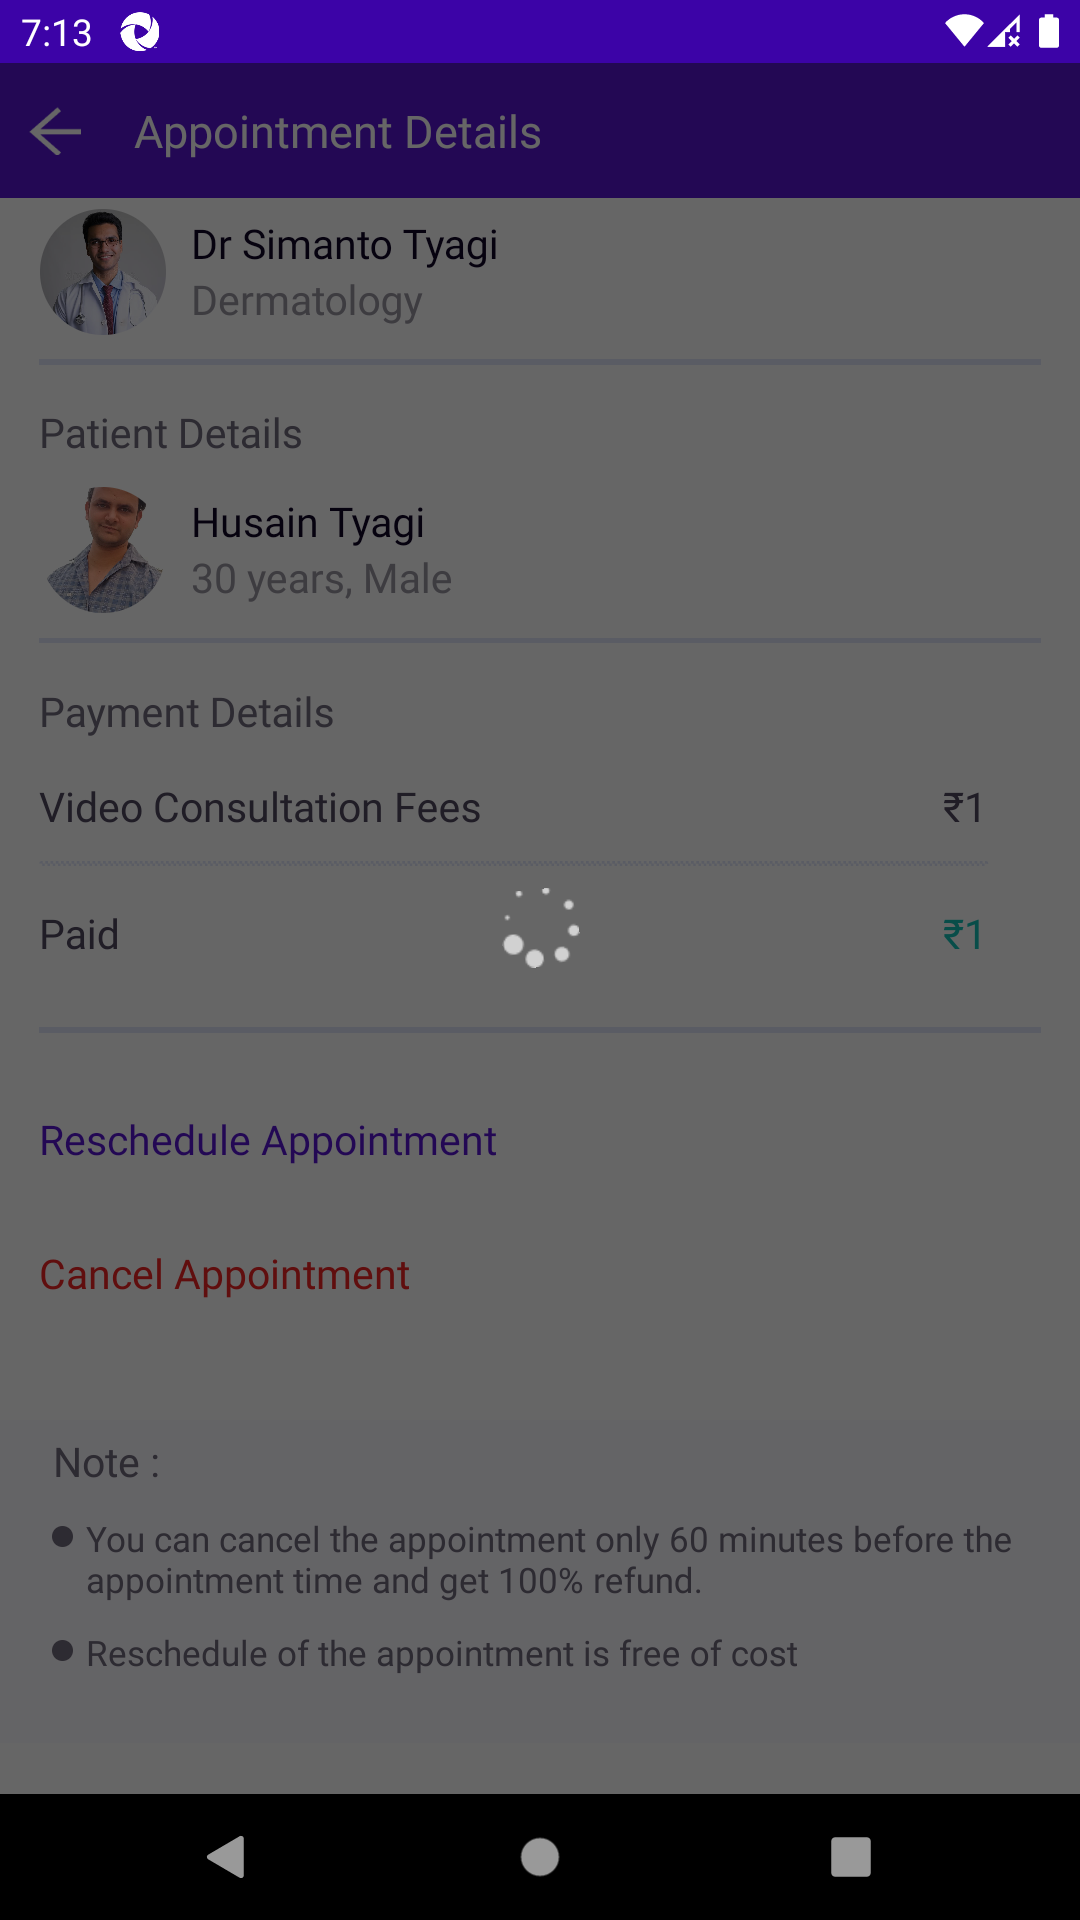 7:13
Appointment Details
Dr Simanto Tyagi
Dermatology
Patient Details
Husain Tyagi
30 years, Male
Payment Details
Video Consultation Fees ₹1
Paid ₹1
Reschedule Appointment
Cancel Appointment
Note :
You can cancel the appointment only 60 minutes before the
appointment time and get 100% refund.
Reschedule of the appointment is free of cost